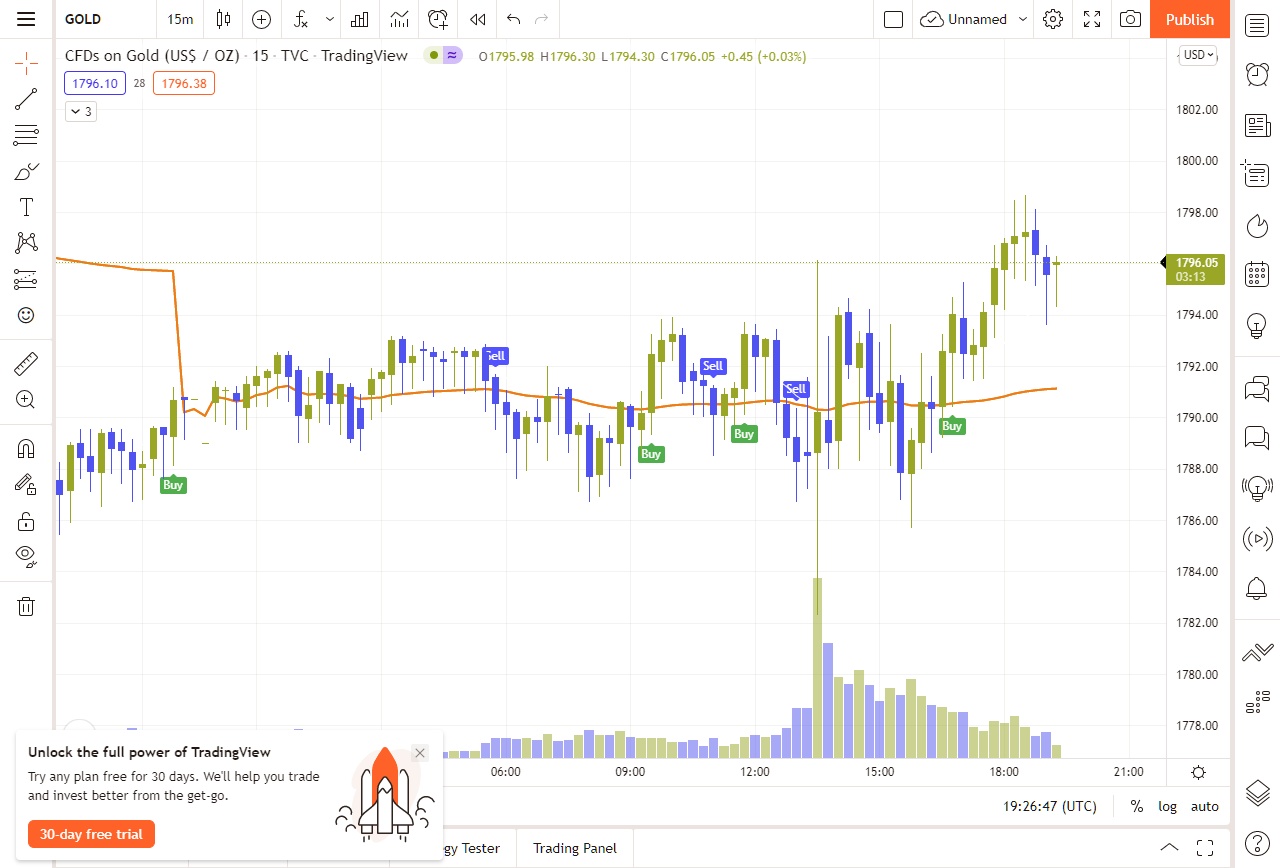 GOLD
15m
Unnamed
Publish
CFDs on Gold (US$ / OZ) · 15 · TVC · TradingView
O1795.98 H1796.30 L1794.30 C1796.05 +0.45 (+0.03%)
USD
1796.10 28 1796.38
3
1802.00
1800.00
1798.00
1796.05
03:13
1794.00
1792.00
1790.00
1788.00
1786.00
1784.00
1782.00
1780.00
1778.00
Sell
Sell
Sell
Buy
Buy
Buy
Buy
Unlock the full power of TradingView
Try any plan free for 30 days. We'll help you trade
and invest better from the get-go.
30-day free trial
06:00 09:00 12:00 15:00 18:00 21:00
19:26:47 (UTC) % log auto
Tester
Trading Panel